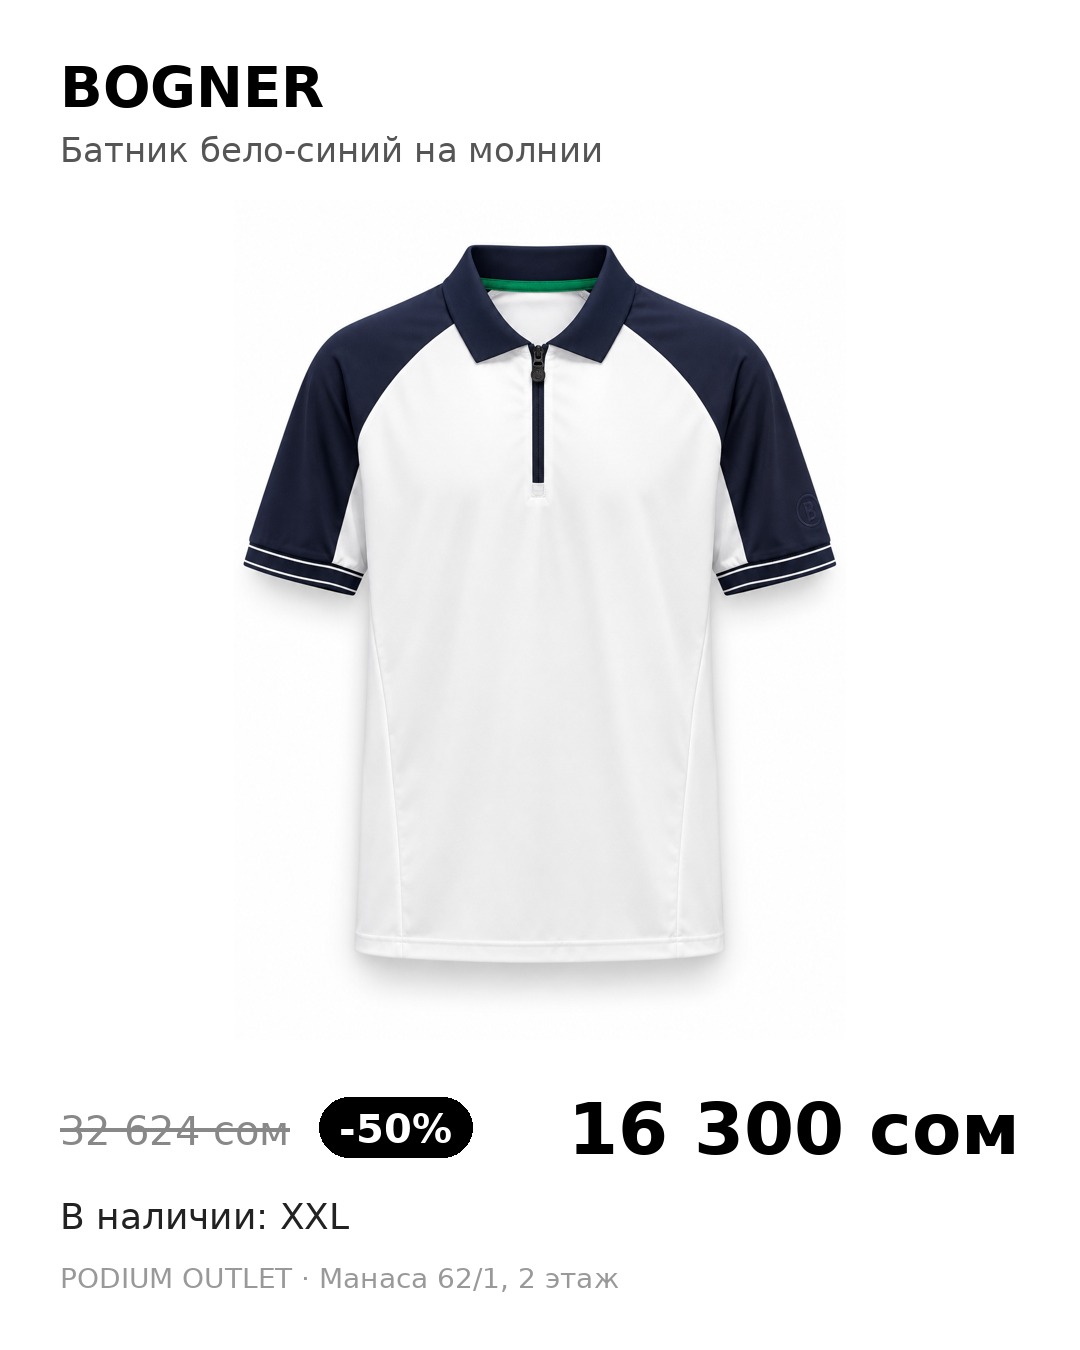 BOGNER
Батник бело-синий на молнии
B
32 624 сом -50% 16 300 сом
В наличии: XXL
PODIUM OUTLET · Манаса 62/1, 2 этаж